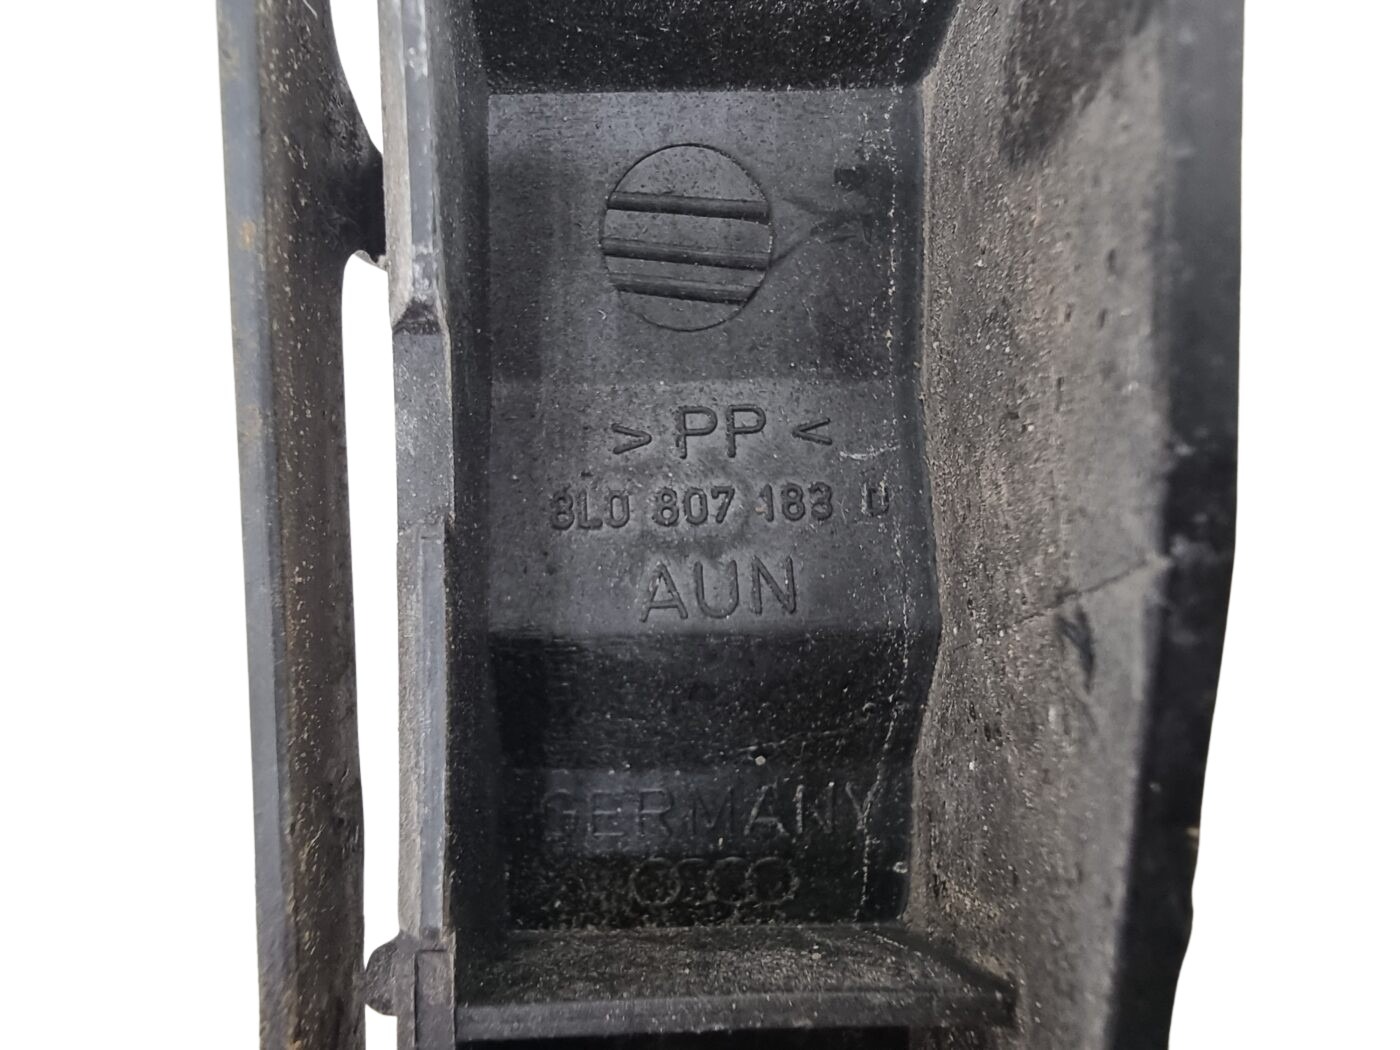 > PP <
8L0 807 183 D
AUN
GERMANY